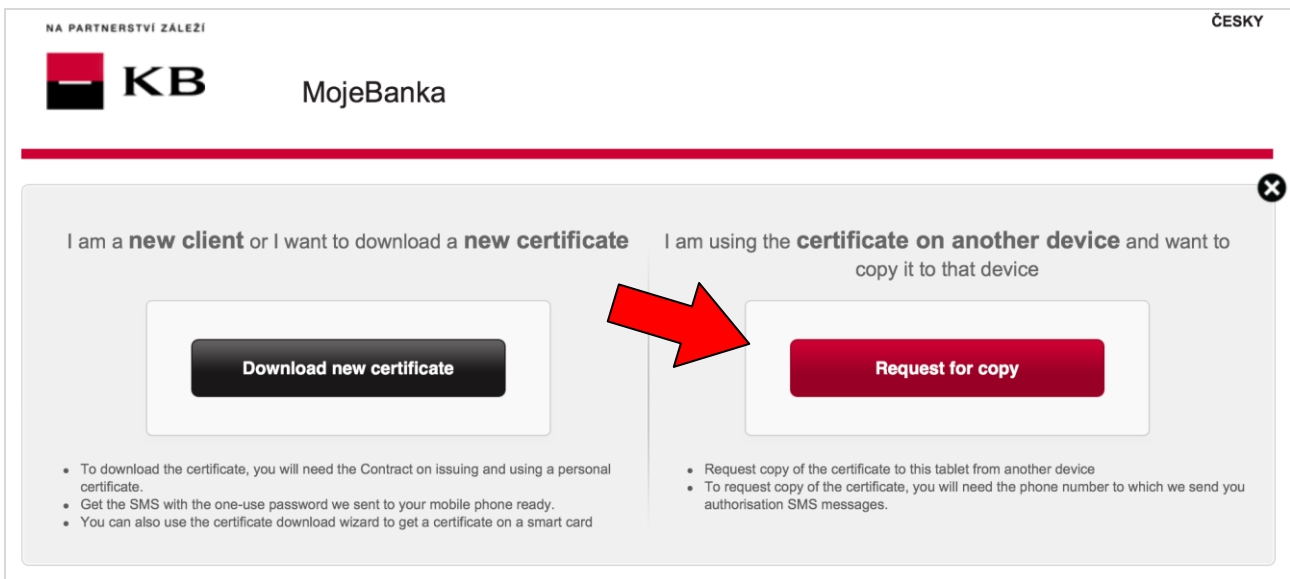 NA PARTNERSTVÍ ZÁLEŽÍ
ČESKY
KB
MojeBanka
I am a new client or I want to download a new certificate
Download new certificate
• To download the certificate, you will need the Contract on issuing and using a personal
certificate.
• Get the SMS with the one-use password we sent to your mobile phone ready.
• You can also use the certificate download wizard to get a certificate on a smart card
I am using the certificate on another device and want to
copy it to that device
Request for copy
• Request copy of the certificate to this tablet from another device
• To request copy of the certificate, you will need the phone number to which we send you
authorisation SMS messages.